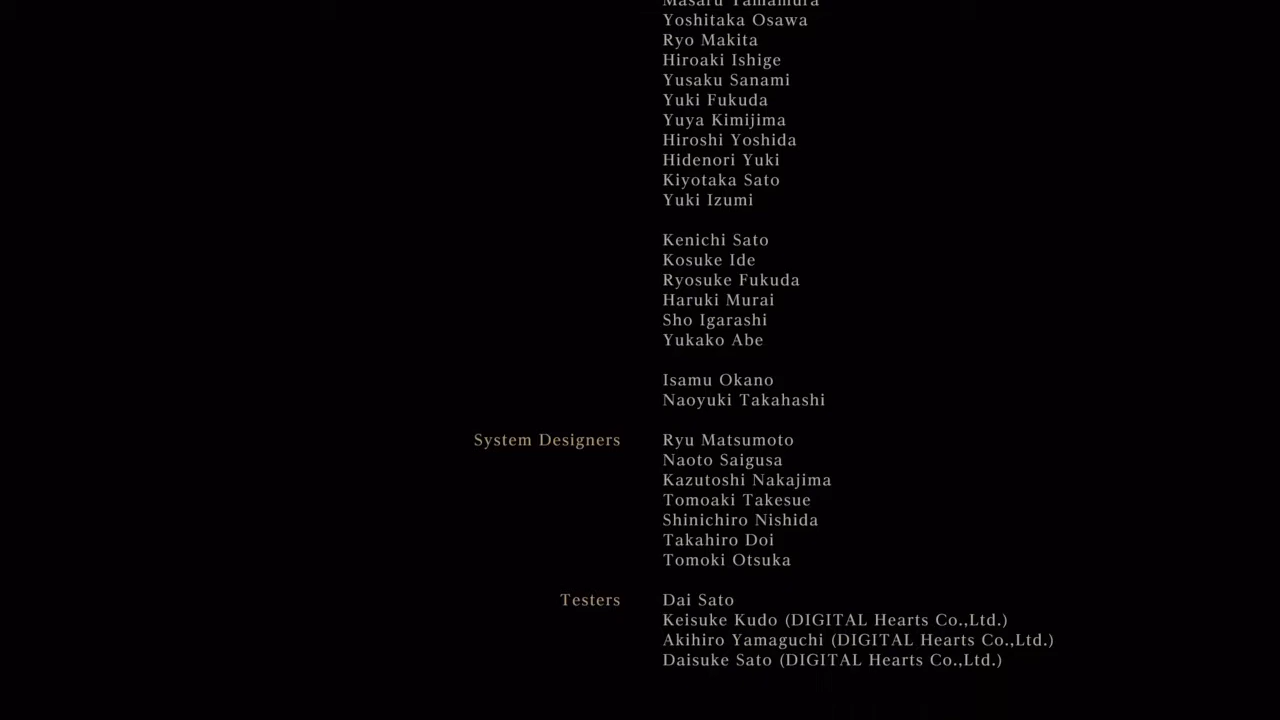 Masaru Yamamura
Yoshitaka Osawa
Ryo Makita
Hiroaki Ishige
Yusaku Sanami
Yuki Fukuda
Yuya Kimijima
Hiroshi Yoshida
Hidenori Yuki
Kiyotaka Sato
Yuki Izumi
Kenichi Sato
Kosuke Ide
Ryosuke Fukuda
Haruki Murai
Sho Igarashi
Yukako Abe
Isamu Okano
Naoyuki Takahashi
System Designers Ryu Matsumoto
Naoto Saigusa
Kazutoshi Nakajima
Tomoaki Takesue
Shinichiro Nishida
Takahiro Doi
Tomoki Otsuka
Testers Dai Sato
Keisuke Kudo (DIGITAL Hearts Co.,Ltd.)
Akihiro Yamaguchi (DIGITAL Hearts Co.,Ltd.)
Daisuke Sato (DIGITAL Hearts Co.,Ltd.)